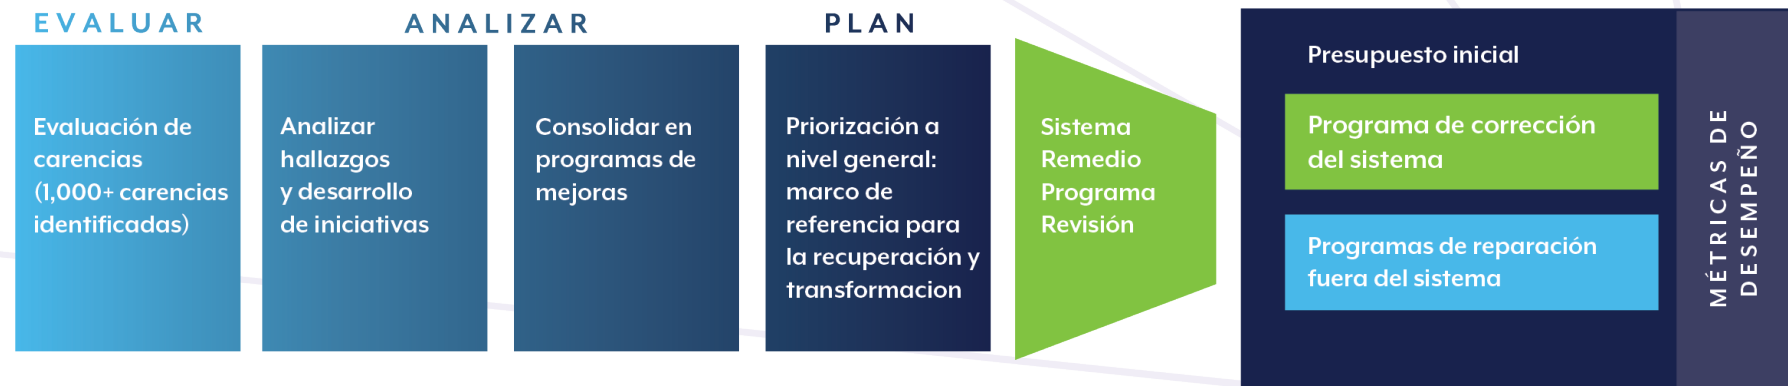 EVALUAR
Evaluación de
carencias
(1,000+ carencias
identificadas)
ANALIZAR
Analizar
hallazgos
y desarrollo
de iniciativas
Consolidar en
programas de
mejoras
PLAN
Priorización a
nivel general:
marco de
referencia para
la recuperación y
transformacion
Sistema
Remedio
Programa
Revisión
Presupuesto inicial
Programa de corrección
del sistema
Programas de reparación
fuera del sistema
MÉTRICAS DE
DESEMPEÑO